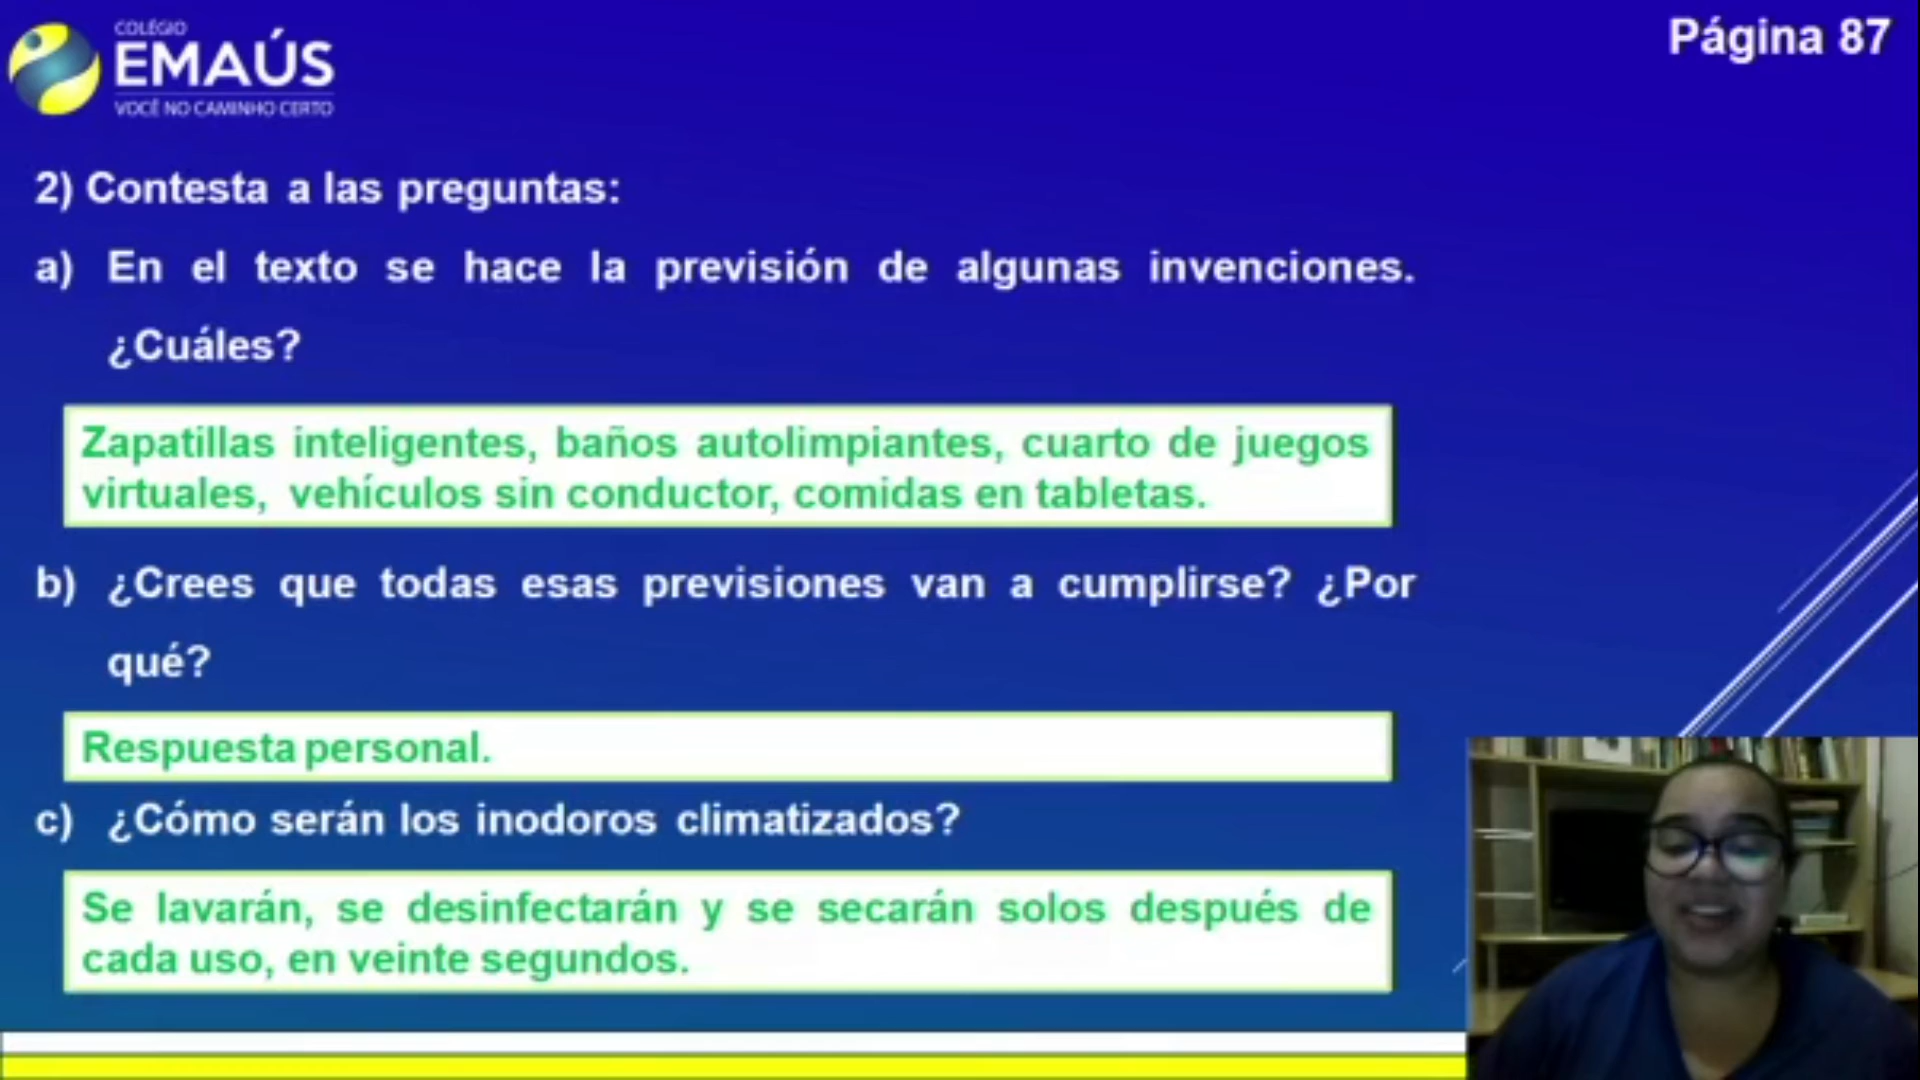 COLÉGIO
EMAÚS
VOCÊ NO CAMINHO CERTO
Página 87
2) Contesta a las preguntas:
a) En el texto se hace la previsión de algunas invenciones.
¿Cuáles?
Zapatillas inteligentes, baños autolimpiantes, cuarto de juegos
virtuales, vehículos sin conductor, comidas en tabletas.
b) ¿Crees que todas esas previsiones van a cumplirse? ¿Por
qué?
Respuesta personal.
c) ¿Cómo serán los inodoros climatizados?
Se lavarán, se desinfectarán y se secarán solos después de
cada uso, en veinte segundos.